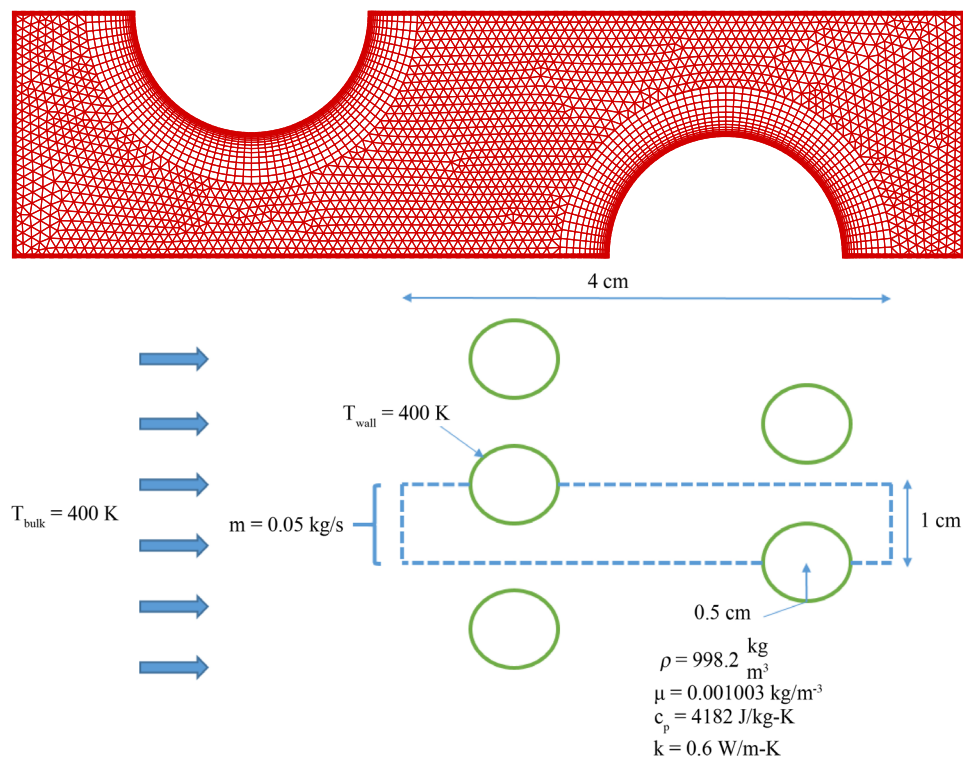 4 cm
T_wall = 400 K
T_bulk = 400 K
m = 0.05 kg/s
1 cm
0.5 cm
ρ = 998.2 kg/m³
μ = 0.001003 kg/m⁻³
c_p = 4182 J/kg-K
k = 0.6 W/m-K